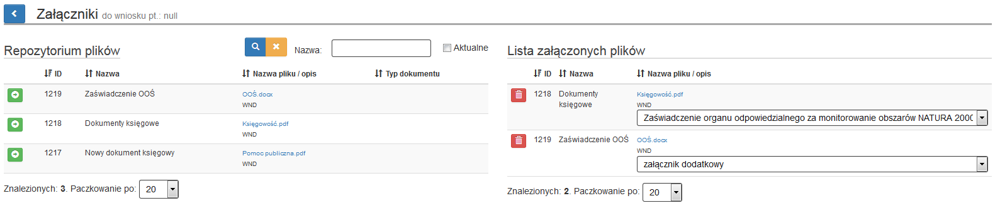 Załączniki do wniosku pt.: null
Repozytorium plików
Nazwa:
Aktualne
ID Nazwa Nazwa pliku / opis Typ dokumentu
1219 Zaświadczenie OOŚ OOŚ.docx
WND
1218 Dokumenty księgowe Księgowość.pdf
WND
1217 Nowy dokument księgowy Pomoc publiczna.pdf
WND
Znalezionych: 3. Paczkowanie po: 20
Lista załączonych plików
ID Nazwa Nazwa pliku / opis
1218 Dokumenty księgowe Księgowość.pdf
WND
Zaświadczenie organu odpowiedzialnego za monitorowanie obszarów NATURA 2000
1219 Zaświadczenie OOŚ OOŚ.docx
WND
załącznik dodatkowy
Znalezionych: 2. Paczkowanie po: 20